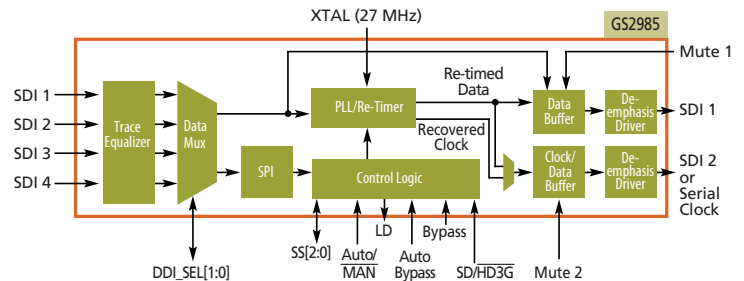 XTAL (27 MHz)
GS2985
Mute 1
SDI 1
SDI 2
SDI 3
SDI 4
Trace
Equalizer
Data
Mux
PLL/Re-Timer
Re-timed
Data
Recovered
Clock
Data
Buffer
De-
emphasis
Driver
SDI 1
SPI
Control Logic
Clock/
Data
Buffer
De-
emphasis
Driver
SDI 2
or
Serial
Clock
DDI_SEL[1:0]
SS[2:0]
Auto/
MAN
LD
Auto
Bypass
Bypass
SD/HD3G
Mute 2